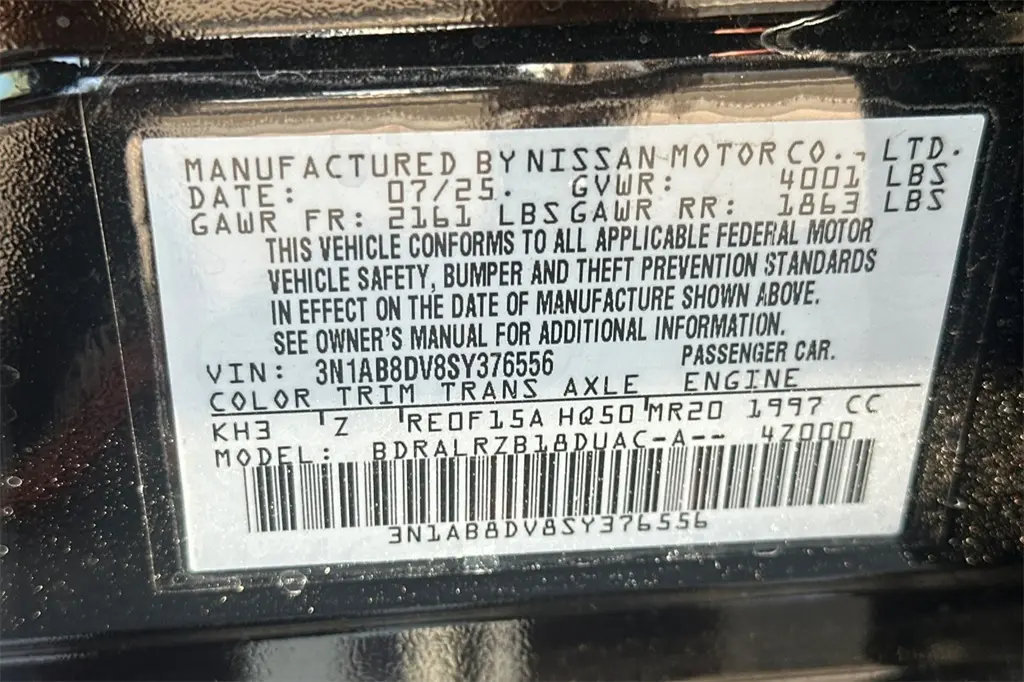 MANUFACTURED BY NISSAN MOTOR CO., LTD.
DATE: 07/25. GVWR: 4001 LBS
GAWR FR: 2161 LBS GAWR RR: 1863 LBS
THIS VEHICLE CONFORMS TO ALL APPLICABLE FEDERAL MOTOR
VEHICLE SAFETY, BUMPER AND THEFT PREVENTION STANDARDS
IN EFFECT ON THE DATE OF MANUFACTURE SHOWN ABOVE.
SEE OWNER'S MANUAL FOR ADDITIONAL INFORMATION.
VIN: 3N1AB8DV8SY376556 PASSENGER CAR.
COLOR TRIM TRANS AXLE ENGINE
KH3 Z RE0F15A HQ50 MR20 1997 CC
MODEL: BDRALRZB18DUAC-A-- 4Z000
3N1AB8DV8SY376556